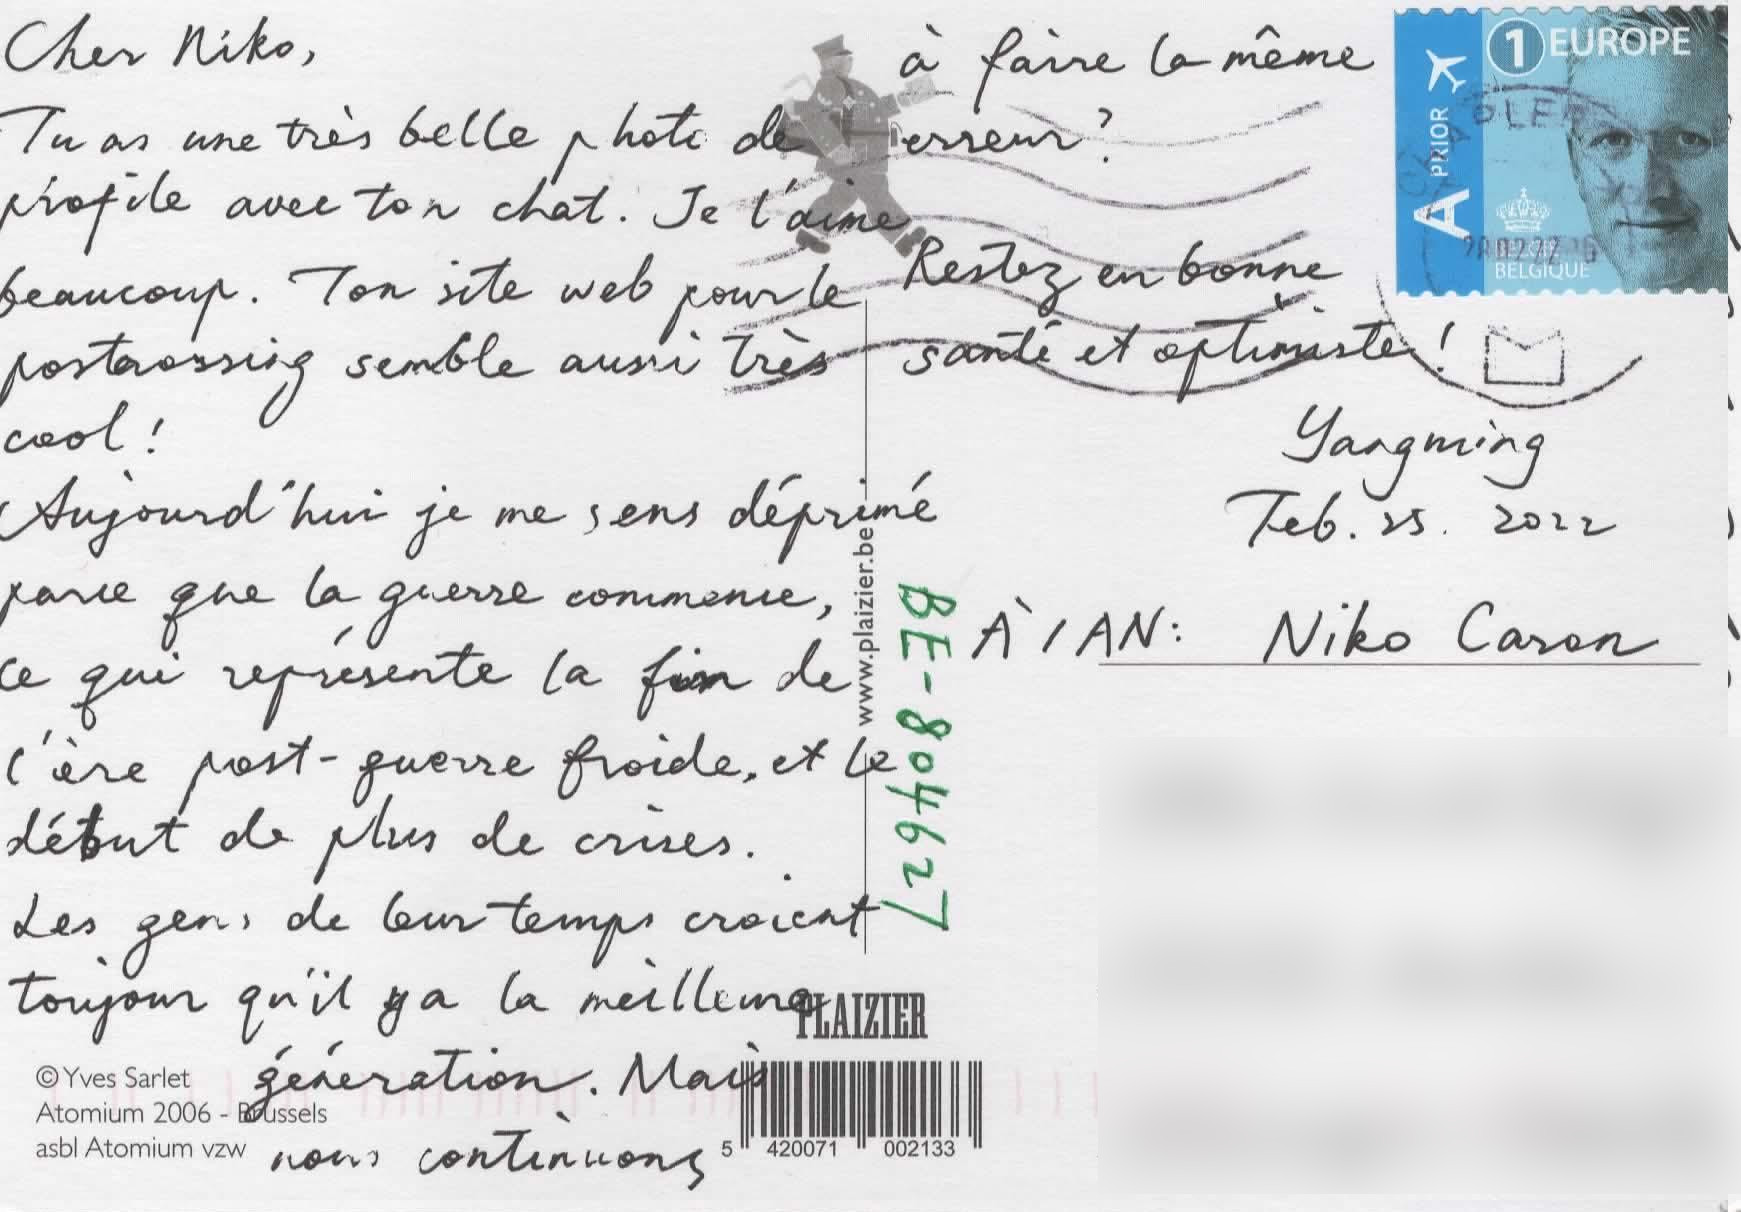 Cher Niko,
Tu as une très belle photo de
profile avec ton chat. Je l'aime
beaucoup. Ton site web pour le
postcrossing semble aussi très
cool!
Aujourd'hui je me sens déprimé
parce que la guerre commence,
ce qui représente la fin de
l'ère post-guerre froide, et le
début de plus de crises.
Les gens de leur temps croient
toujour qu'il y a la meilleure
génération. Mais
nous continuons
à faire la même
erreur?
Restez en bonne
santé et optimiste!
Yangming
Feb. 25. 2022
À / AN: Niko Caron
BE-804627
www.plaizier.be
PLAIZIER
5 420071 002133
© Yves Sarlet
Atomium 2006 - Brussels
asbl Atomium vzw
1 EUROPE
A PRIOR
BELGIE
BELGIQUE